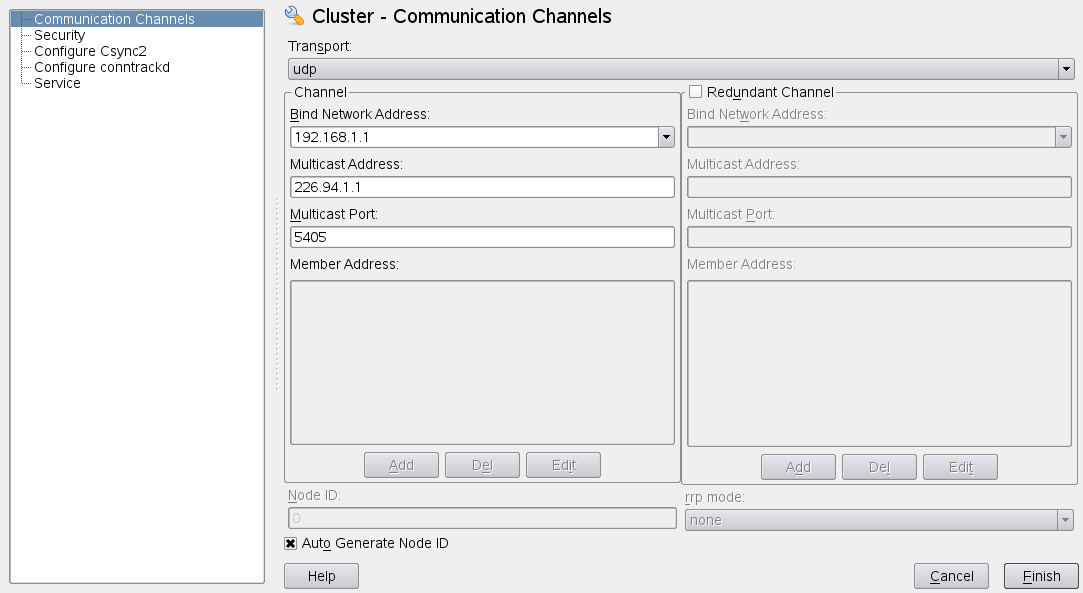 Communication Channels
Security
Configure Csync2
Configure conntrackd
Service
Cluster - Communication Channels
Transport:
udp
Channel
Bind Network Address:
192.168.1.1
Multicast Address:
226.94.1.1
Multicast Port:
5405
Member Address:
Add Del Edit
Redundant Channel
Bind Network Address:
Multicast Address:
Multicast Port:
Member Address:
Add Del Edit
Node ID:
0
rrp mode:
none
Auto Generate Node ID
Help Cancel Finish